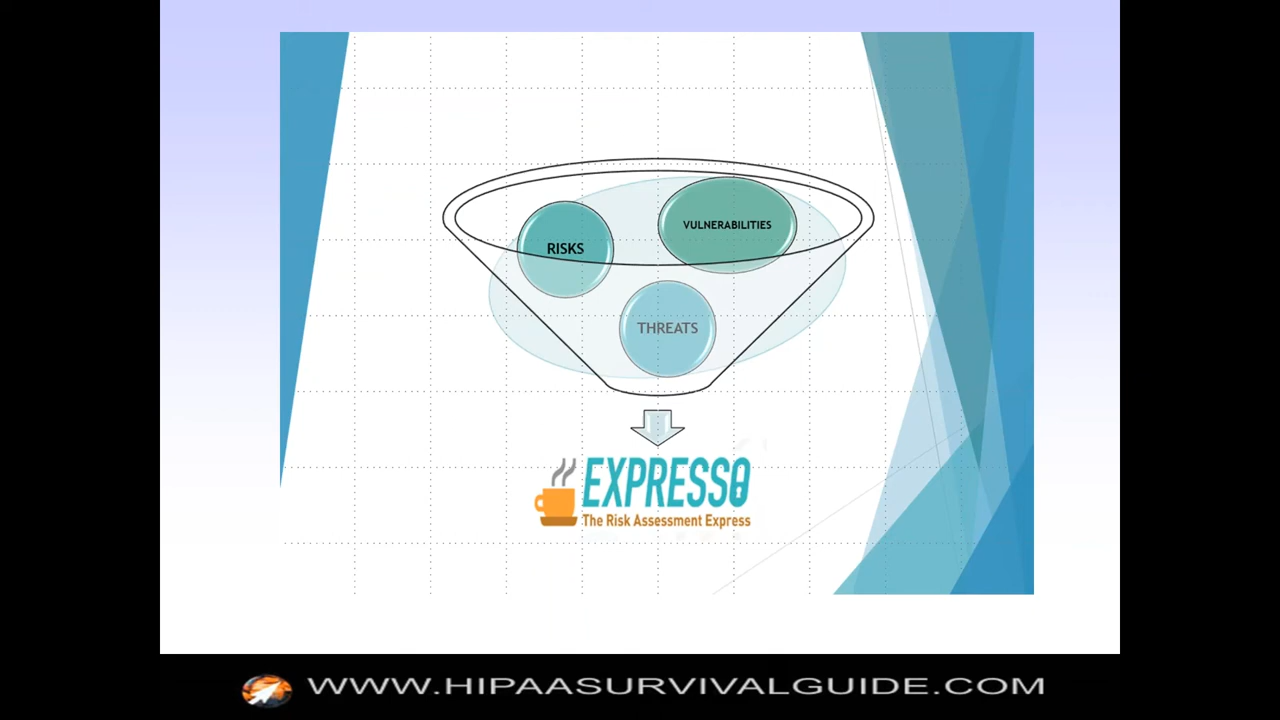 VULNERABILITIES
RISKS
THREATS
EXPRESSO
The Risk Assessment Express
WWW.HIPAASURVIVALGUIDE.COM